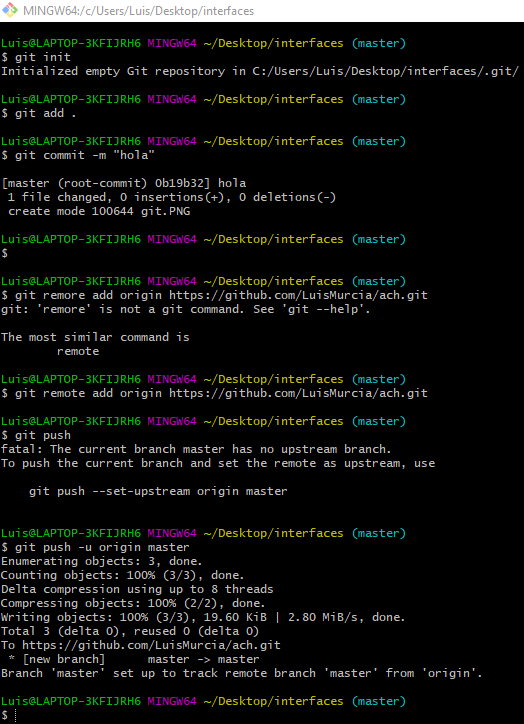 MINGW64:/c/Users/Luis/Desktop/interfaces
Luis@LAPTOP-3KFIJRH6 MINGW64 ~/Desktop/interfaces (master)
$ git init
Initialized empty Git repository in C:/Users/Luis/Desktop/interfaces/.git/
Luis@LAPTOP-3KFIJRH6 MINGW64 ~/Desktop/interfaces (master)
$ git add .
Luis@LAPTOP-3KFIJRH6 MINGW64 ~/Desktop/interfaces (master)
$ git commit -m "hola"
[master (root-commit) 0b19b32] hola
1 file changed, 0 insertions(+), 0 deletions(-)
create mode 100644 git.PNG
Luis@LAPTOP-3KFIJRH6 MINGW64 ~/Desktop/interfaces (master)
$
Luis@LAPTOP-3KFIJRH6 MINGW64 ~/Desktop/interfaces (master)
$ git remore add origin https://github.com/LuisMurcia/ach.git
git: 'remore' is not a git command. See 'git --help'.
The most similar command is
remote
Luis@LAPTOP-3KFIJRH6 MINGW64 ~/Desktop/interfaces (master)
$ git remote add origin https://github.com/LuisMurcia/ach.git
Luis@LAPTOP-3KFIJRH6 MINGW64 ~/Desktop/interfaces (master)
$ git push
fatal: The current branch master has no upstream branch.
To push the current branch and set the remote as upstream, use
git push --set-upstream origin master
Luis@LAPTOP-3KFIJRH6 MINGW64 ~/Desktop/interfaces (master)
$ git push -u origin master
Enumerating objects: 3, done.
Counting objects: 100% (3/3), done.
Delta compression using up to 8 threads
Compressing objects: 100% (2/2), done.
Writing objects: 100% (3/3), 19.60 KiB | 2.80 MiB/s, done.
Total 3 (delta 0), reused 0 (delta 0)
To https://github.com/LuisMurcia/ach.git
* [new branch]      master -> master
Branch 'master' set up to track remote branch 'master' from 'origin'.
Luis@LAPTOP-3KFIJRH6 MINGW64 ~/Desktop/interfaces (master)
$